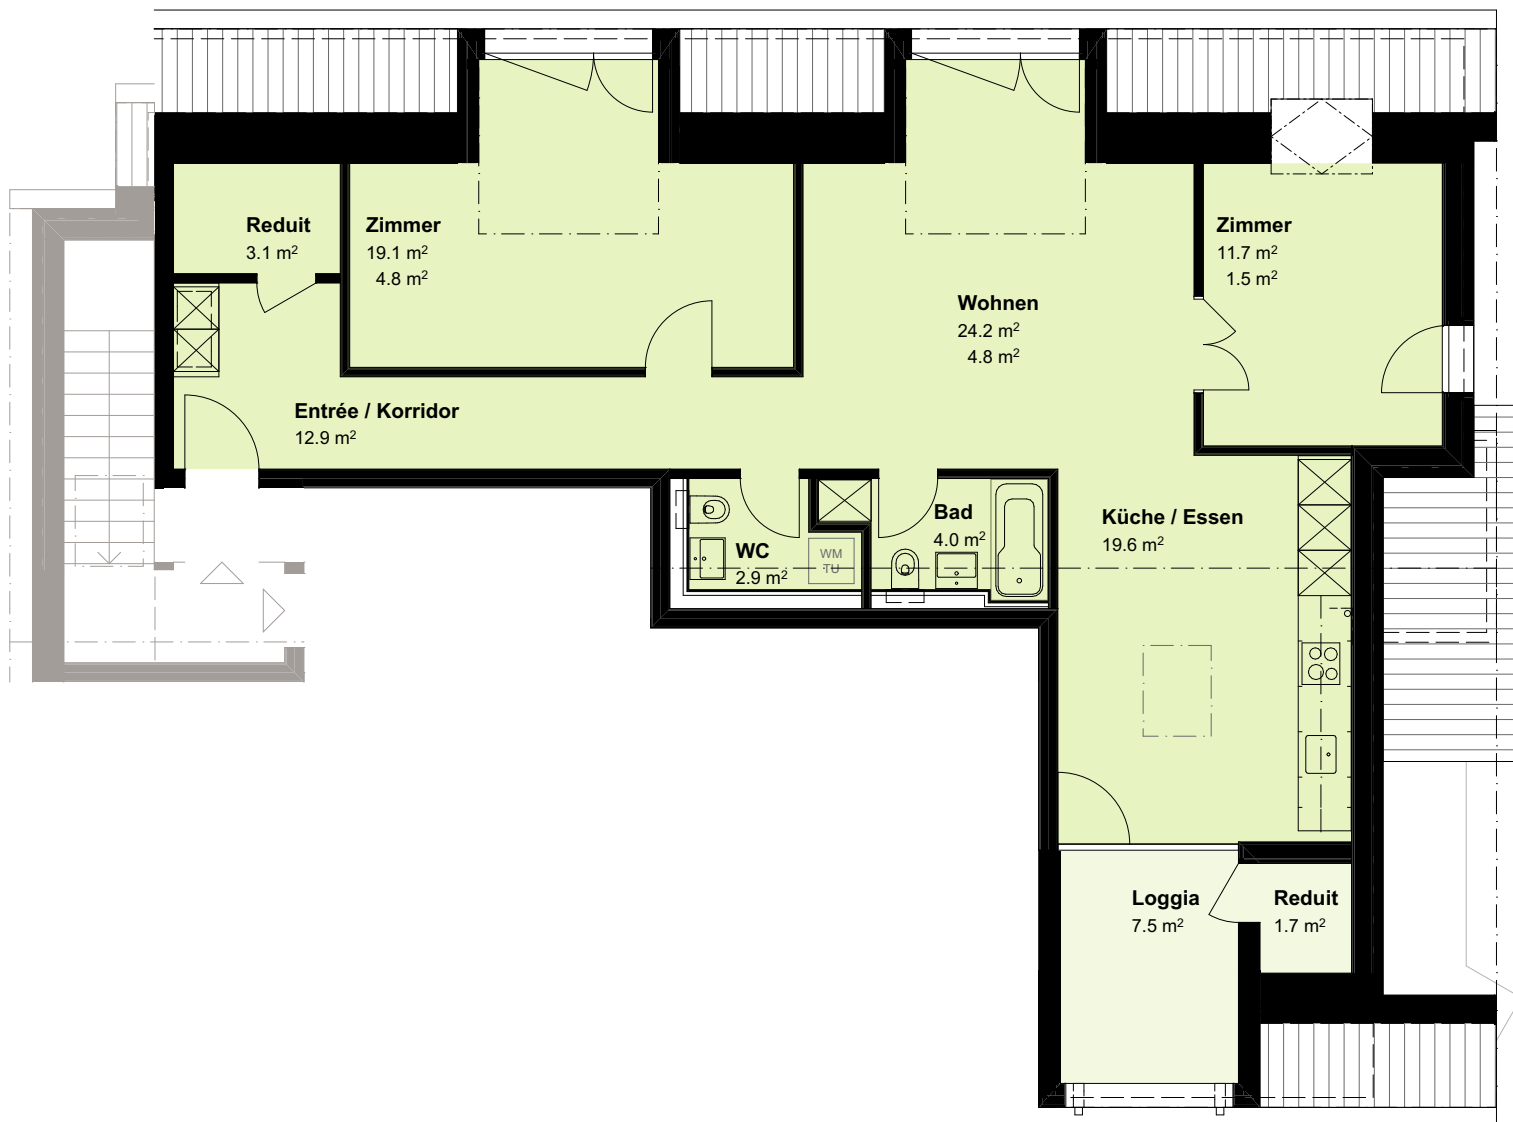 Reduit
3.1 m²
Zimmer
19.1 m²
4.8 m²
Zimmer
11.7 m²
1.5 m²
Wohnen
24.2 m²
4.8 m²
Entrée / Korridor
12.9 m²
WC
2.9 m²
WM
TU
Bad
4.0 m²
Küche / Essen
19.6 m²
Loggia
7.5 m²
Reduit
1.7 m²